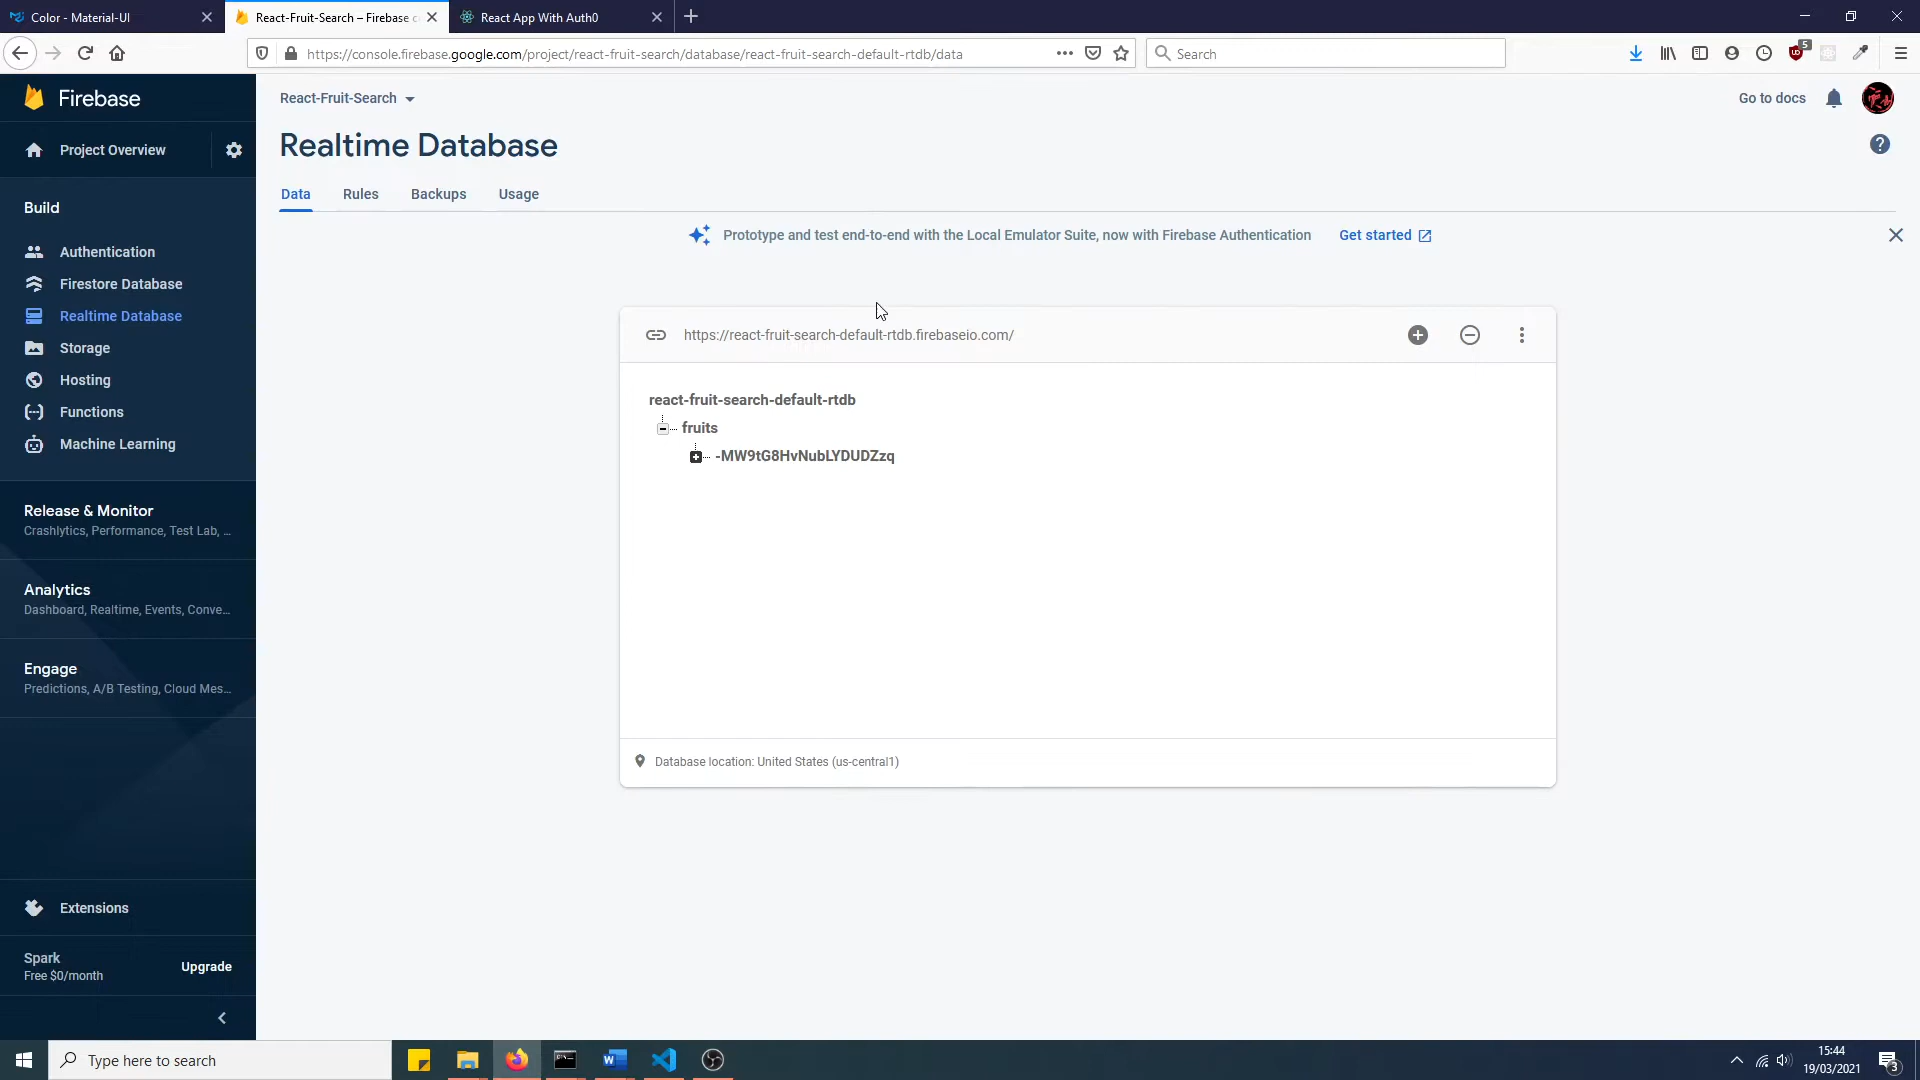 Color - Material-UI
React-Fruit-Search – Firebase c
React App With Auth0
https://console.firebase.google.com/project/react-fruit-search/database/react-fruit-search-default-rtdb/data
Search
5
Firebase
React-Fruit-Search
Go to docs
Project Overview
Realtime Database
Data
Rules
Backups
Usage
Build
Prototype and test end-to-end with the Local Emulator Suite, now with Firebase Authentication
Get started
Authentication
Firestore Database
Realtime Database
Storage
Hosting
Functions
Machine Learning
https://react-fruit-search-default-rtdb.firebaseio.com/
react-fruit-search-default-rtdb
fruits
-MW9tG8HvNubLYDUDZzq
Release & Monitor
Crashlytics, Performance, Test Lab, …
Analytics
Dashboard, Realtime, Events, Conve…
Engage
Predictions, A/B Testing, Cloud Mes…
Database location: United States (us-central1)
Extensions
Spark
Free $0/month
Upgrade
Type here to search
15:44
19/03/2021
3